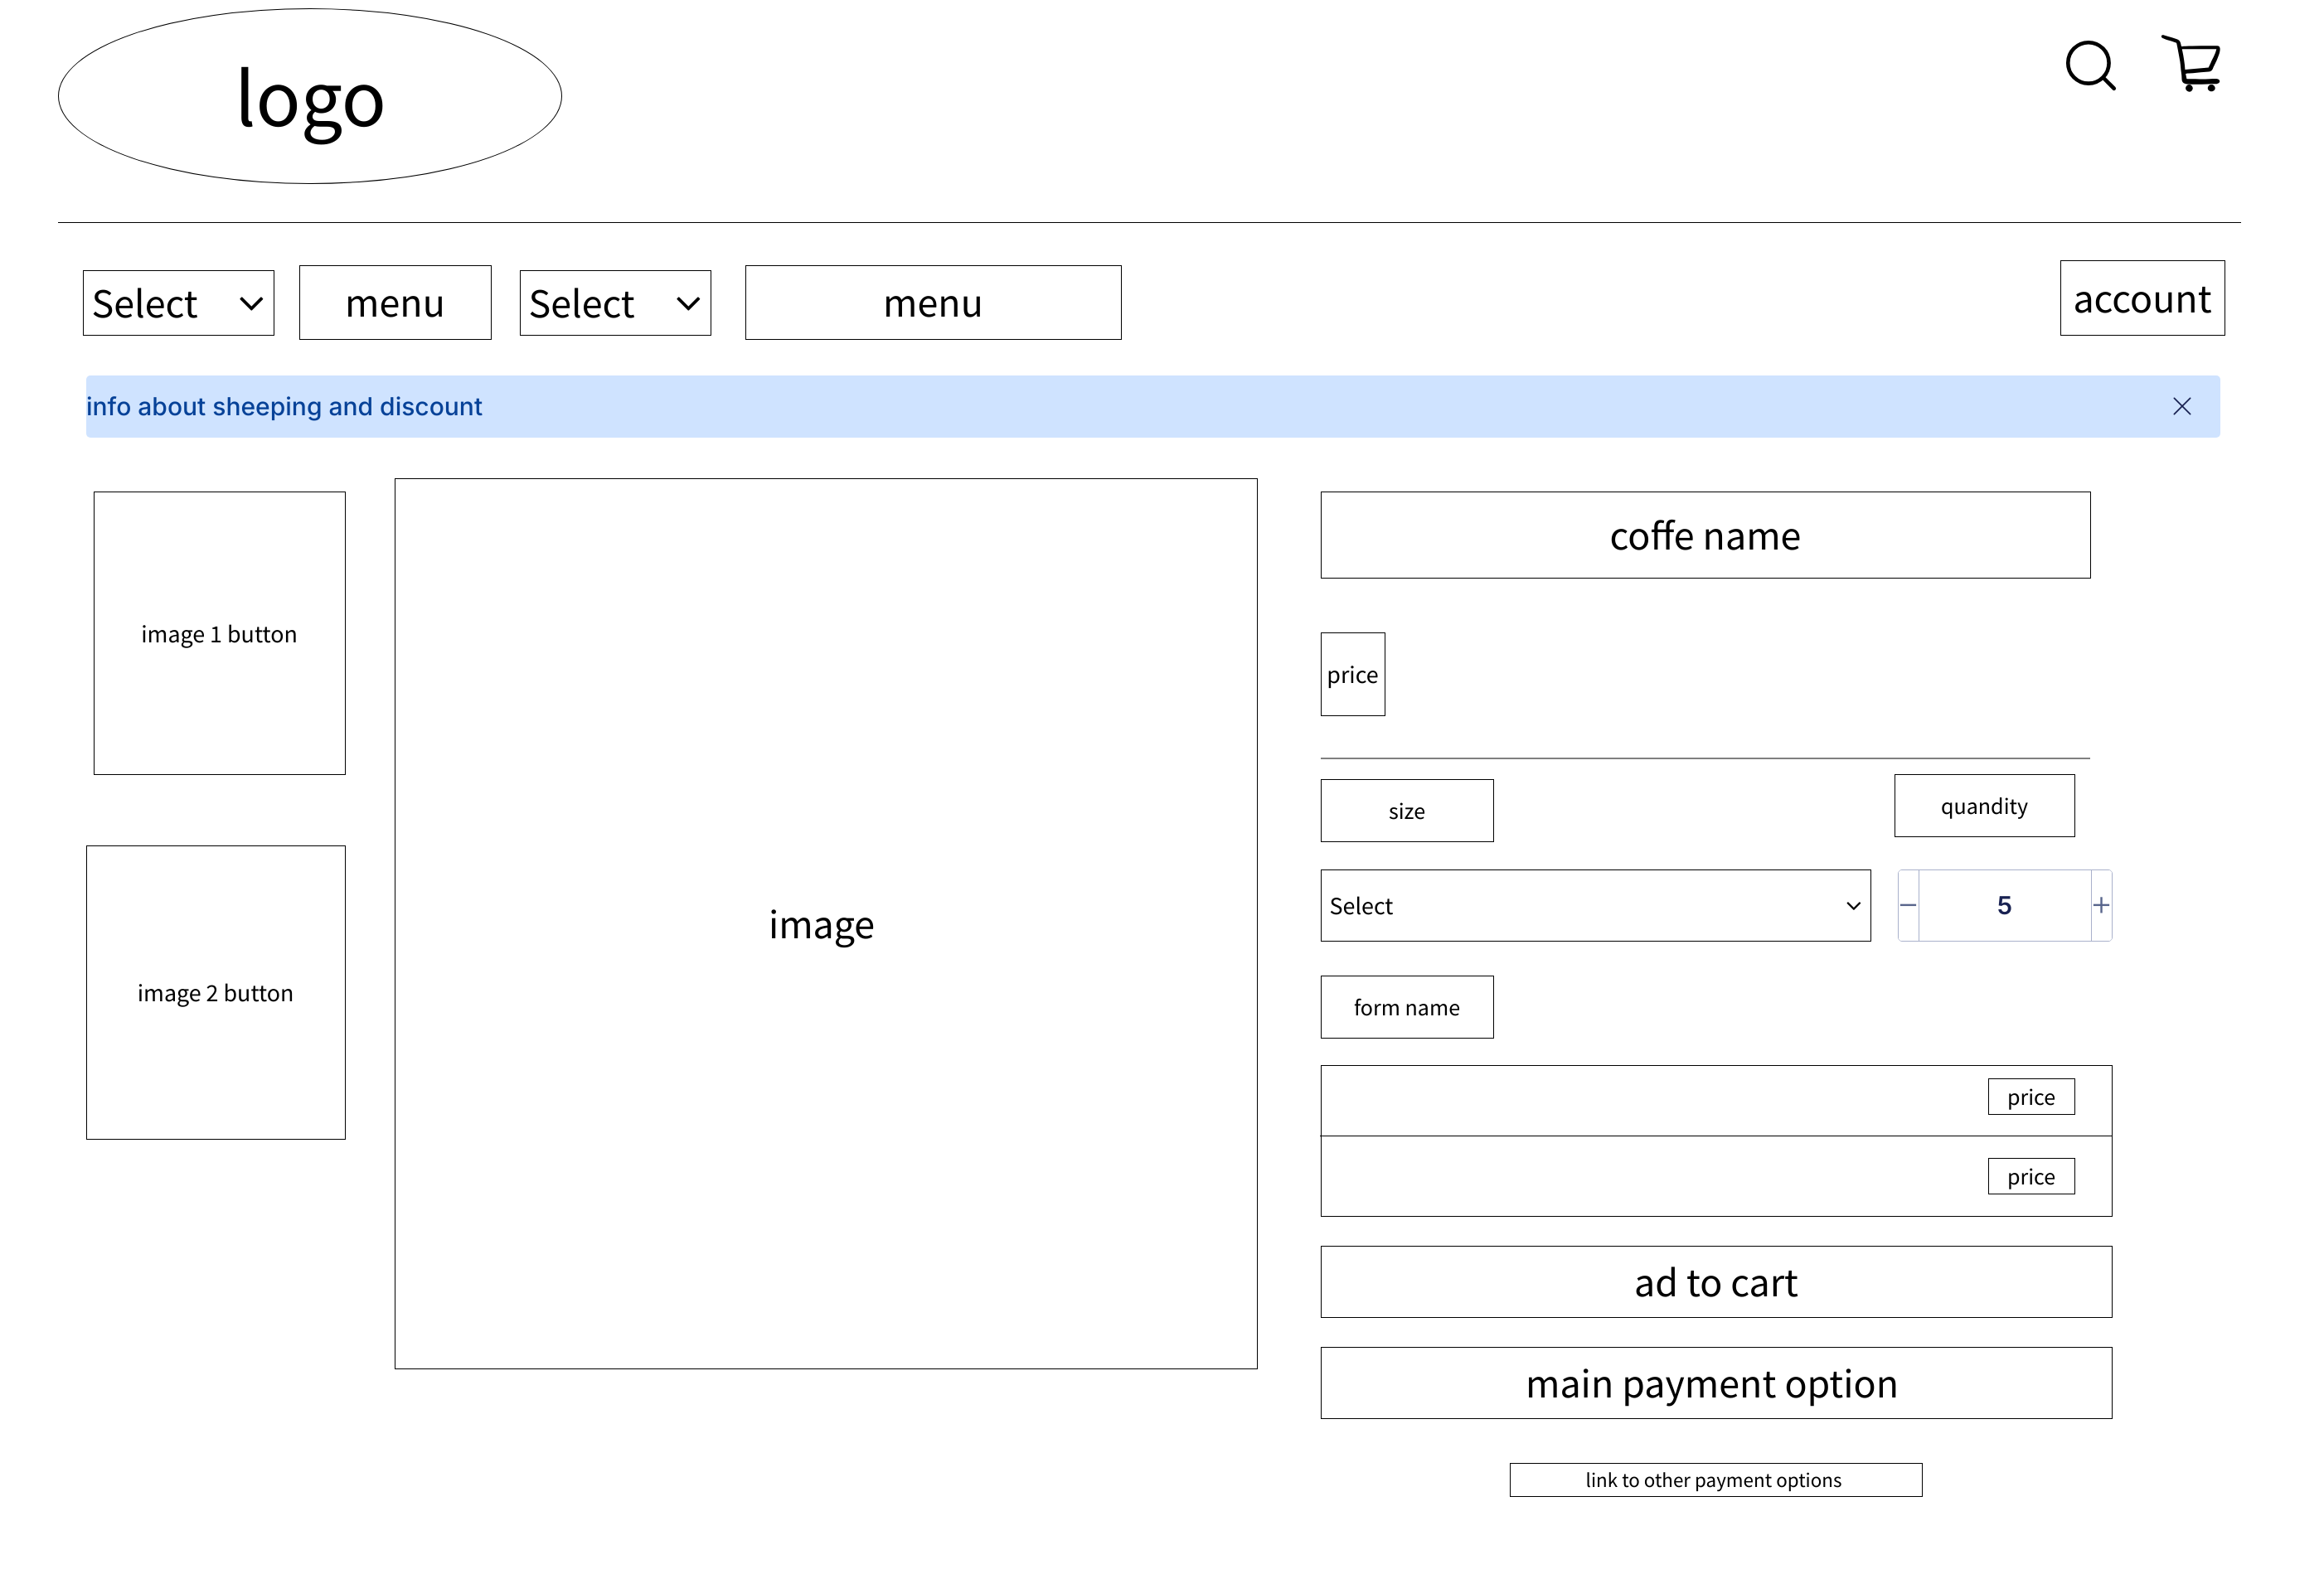 logo
Select
menu
Select
menu
account
info about sheeping and discount
image 1 button
image 2 button
image
coffe name
price
size
quandity
Select
5
form name
price
price
ad to cart
main payment option
link to other payment options